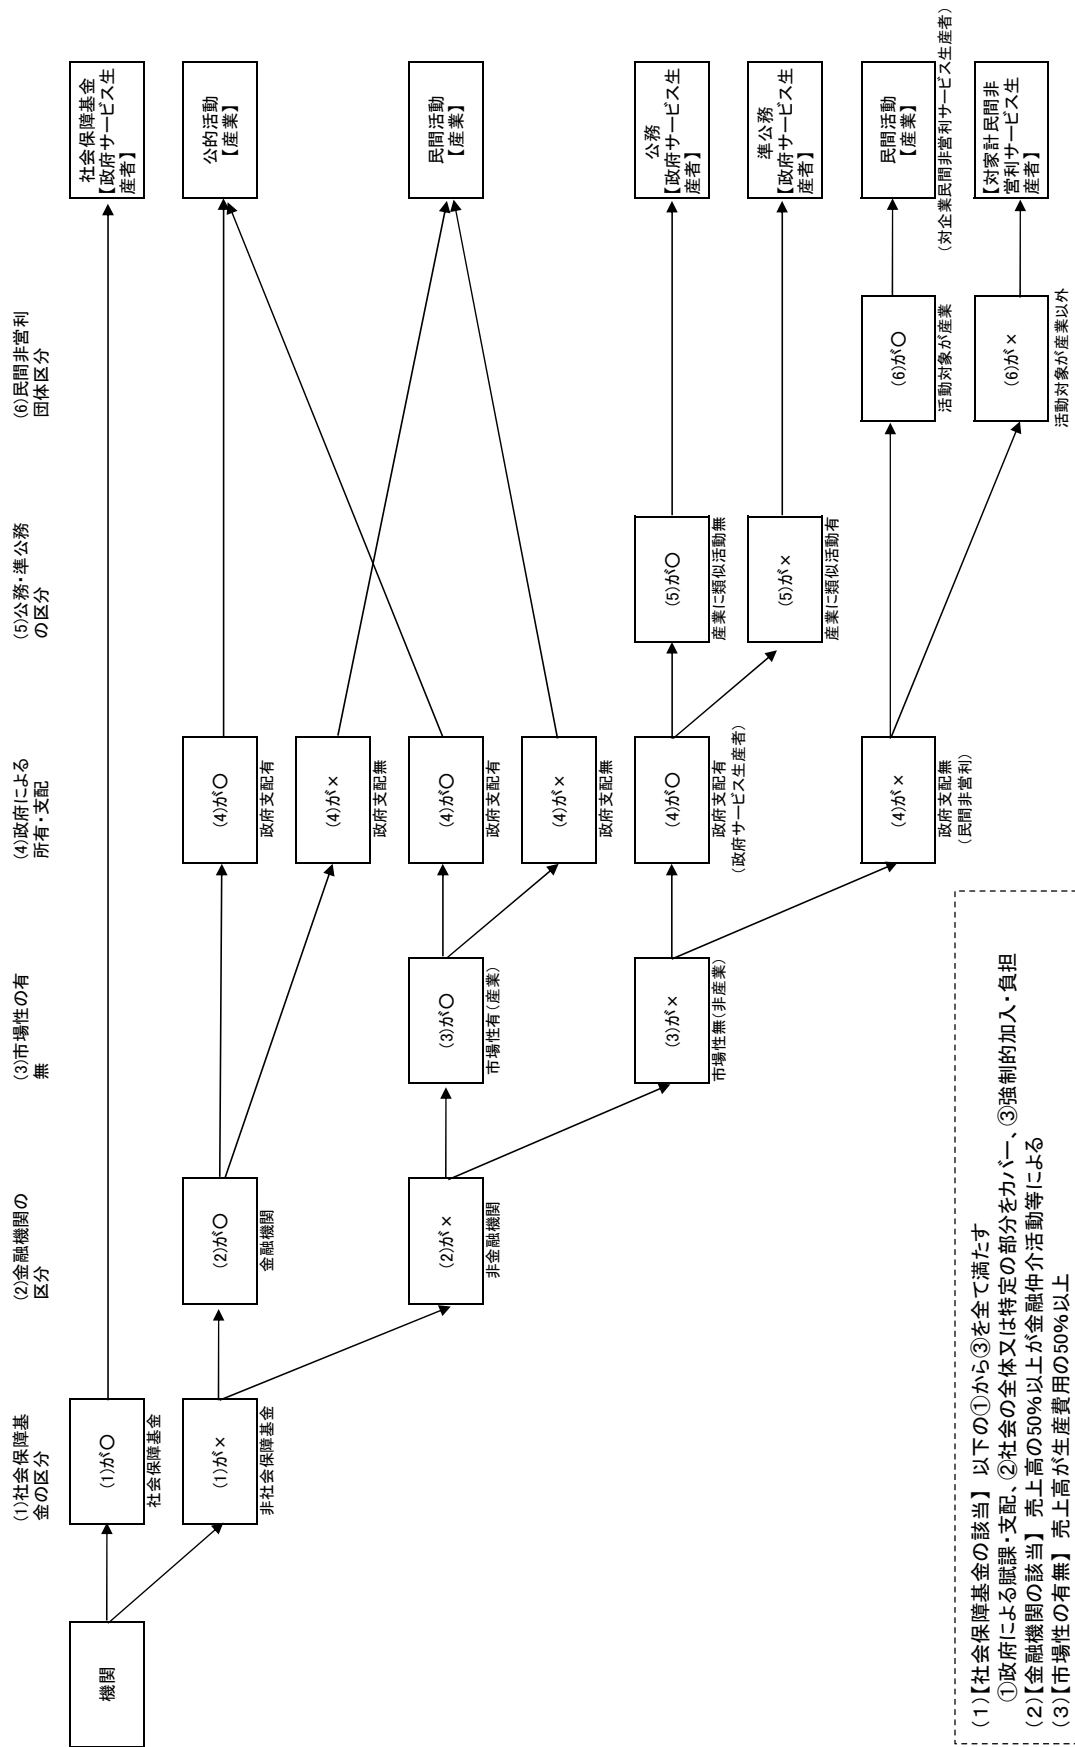 (1)社会保障基
金の区分
(2)金融機関の
区分
(3)市場性の有
無
(4)政府による
所有・支配
(5)公務・準公務
の区分
(6)民間非営利
団体区分
機関
(1)が○
社会保障基金
社会保障基金
【政府サービス生
産者】
(1)が×
非社会保障基金
(2)が○
金融機関
(4)が○
政府支配有
公的活動
【産業】
(4)が×
政府支配無
(2)が×
非金融機関
(3)が○
市場性有(産業)
(4)が○
政府支配有
民間活動
【産業】
(4)が×
政府支配無
(3)が×
市場性無(非産業)
(4)が○
政府支配有
(政府サービス生産者)
(5)が○
産業に類似活動無
公務
【政府サービス生
産者】
(5)が×
産業に類似活動有
準公務
【政府サービス生
産者】
(4)が×
政府支配無
(民間非営利)
(6)が○
活動対象が産業
民間活動
【産業】
(対企業民間非営利サービス生産者)
(6)が×
活動対象が産業以外
【対家計民間非
営利サービス生
産者】
(1)【社会保障基金の該当】 以下の①から③を全て満たす
①政府による賦課・支配、②社会の全体又は特定の部分をカバー、③強制的加入・負担
(2)【金融機関の該当】 売上高の50%以上が金融仲介活動等による
(3)【市場性の有無】 売上高が生産費用の50%以上